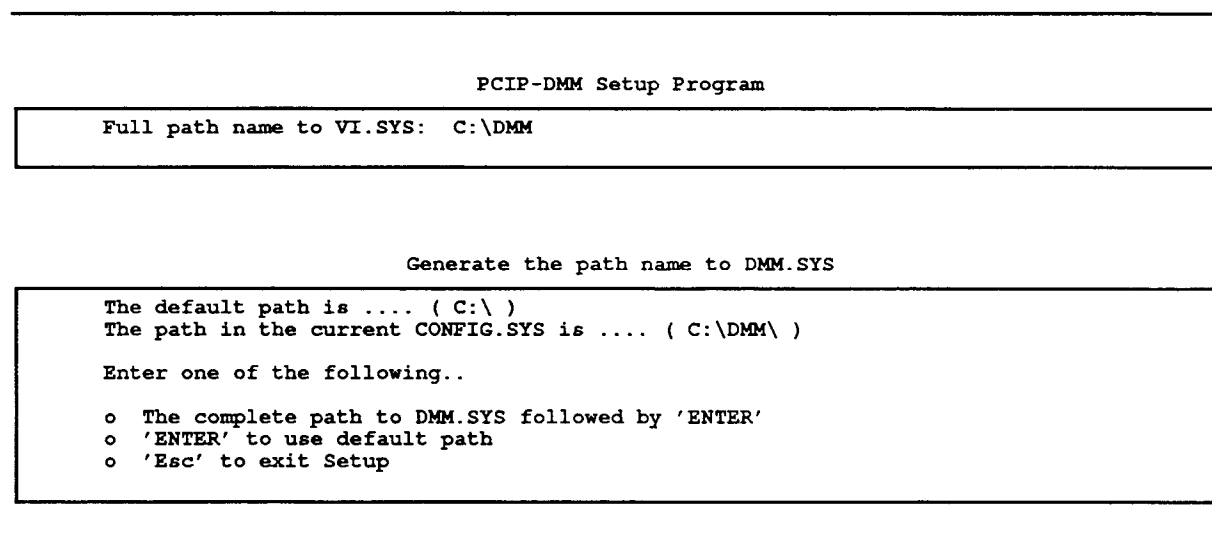 PCIP-DMM Setup Program
Full path name to VI.SYS: C:\DMM
Generate the path name to DMM.SYS
The default path is .... ( C:\ )
The path in the current CONFIG.SYS is .... ( C:\DMM\ )
Enter one of the following..
o The complete path to DMM.SYS followed by 'ENTER'
o 'ENTER' to use default path
o 'Esc' to exit Setup